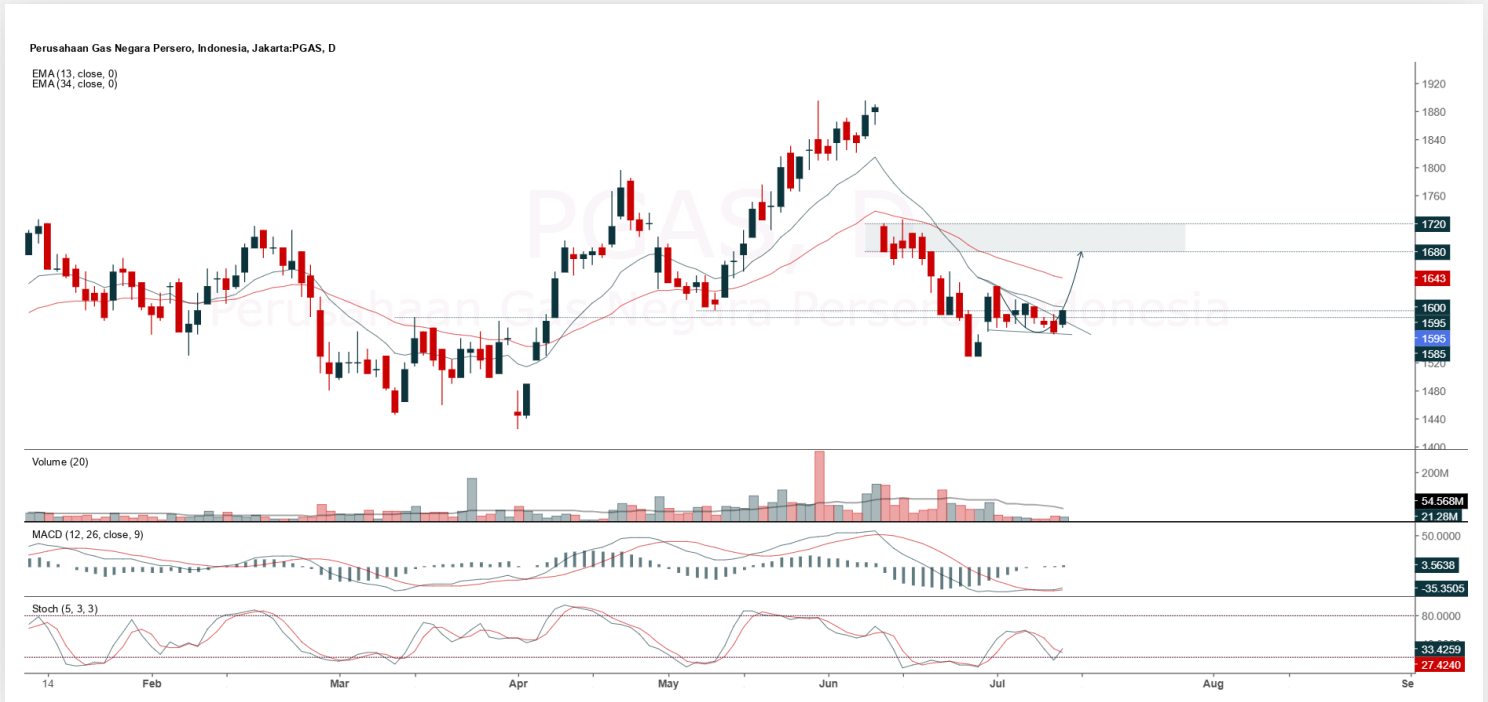 Perusahaan Gas Negara Persero, Indonesia, Jakarta:PGAS, D
EMA (13, close, 0)
EMA (34, close, 0)
PGAS, D
Perusahaan Gas Negara Persero, Indonesia
1920
1880
1840
1800
1760
1720
1680
1643
1600
1595
1595
1585
1520
1480
1440
1400
Volume (20)
200M
54.568M
21.28M
MACD (12, 26, close, 9)
50.0000
3.5638
-35.3505
Stoch (5, 3, 3)
80.0000
33.4259
27.4240
14 Feb Mar Apr May Jun Jul Aug Se